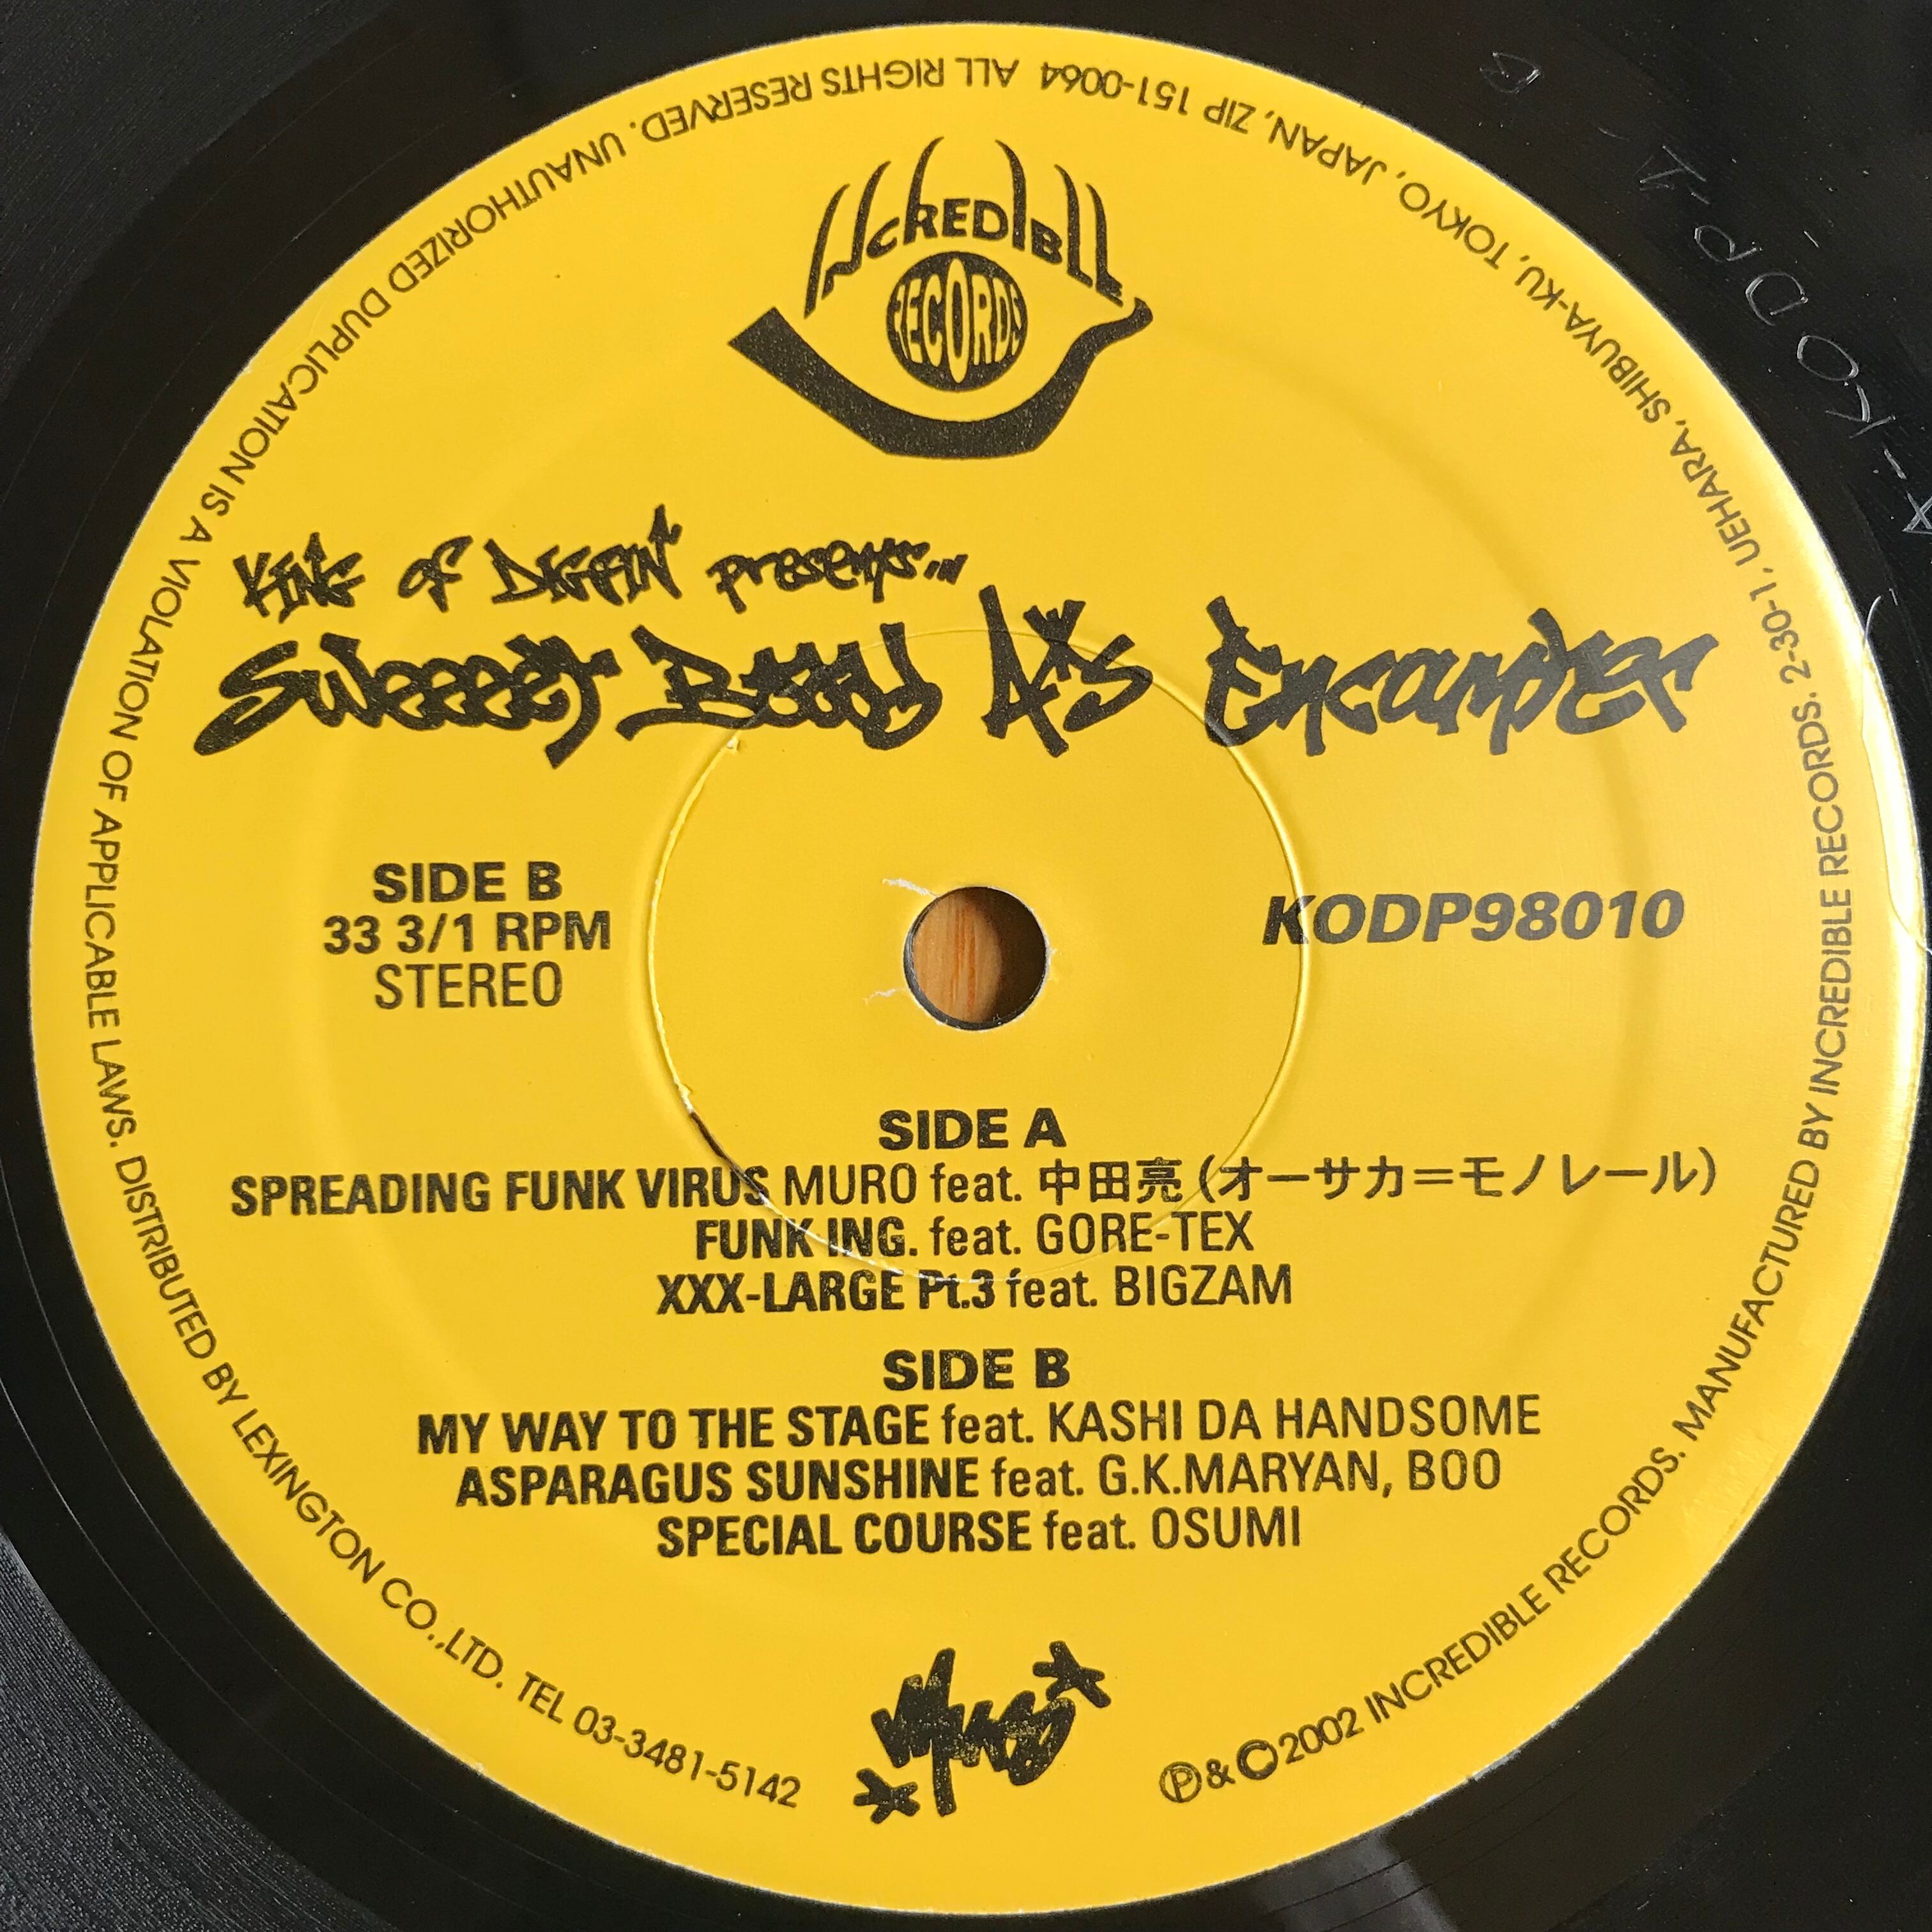 INCREDIBLE
RECORDS
KING OF DIGGIN' presents...
Sweeeet Baaad A**s Encounter
SIDE B
33 3/1 RPM
STEREO
KODP98010
SIDE A
SPREADING FUNK VIRUS MURO feat. 中田亮(オーサカ=モノレール)
FUNK ING. feat. GORE-TEX
XXX-LARGE Pt.3 feat. BIGZAM
SIDE B
MY WAY TO THE STAGE feat. KASHI DA HANDSOME
ASPARAGUS SUNSHINE feat. G.K.MARYAN, BOO
SPECIAL COURSE feat. OSUMI
Ⓟ&©2002 INCREDIBLE RECORDS. MANUFACTURED BY INCREDIBLE RECORDS. 2-30-1, UEHARA, SHIBUYA-KU, TOKYO, JAPAN, ZIP 151-0064 ALL RIGHTS RESERVED. UNAUTHORIZED DUPLICATION IS A VIOLATION OF APPLICABLE LAWS. DISTRIBUTED BY LEXINGTON CO.,LTD. TEL 03-3481-5142